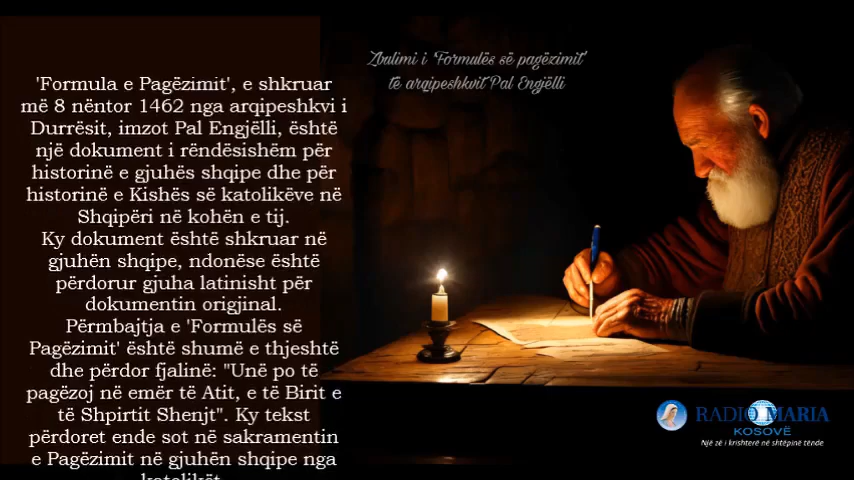 Zbulimi i Formulës së pagëzimit
të arqipeshkvit Pal Engjëlli
'Formula e Pagëzimit', e shkruar
më 8 nëntor 1462 nga arqipeshkvi i
Durrësit, imzot Pal Engjëlli, është
një dokument i rëndësishëm për
historinë e gjuhës shqipe dhe për
historinë e Kishës së katolikëve në
Shqipëri në kohën e tij.
Ky dokument është shkruar në
gjuhën shqipe, ndonëse është
përdorur gjuha latinisht për
dokumentin origjinal.
Përmbajtja e 'Formulës së
Pagëzimit' është shumë e thjeshtë
dhe përdor fjalinë: "Unë po të
pagëzoj në emër të Atit, e të Birit e
të Shpirtit Shenjt". Ky tekst
përdoret ende sot në sakramentin
e Pagëzimit në gjuhën shqipe nga
katolikët
RADIO MARIA
KOSOVË
Një zë i krishterë në shtëpinë tënde